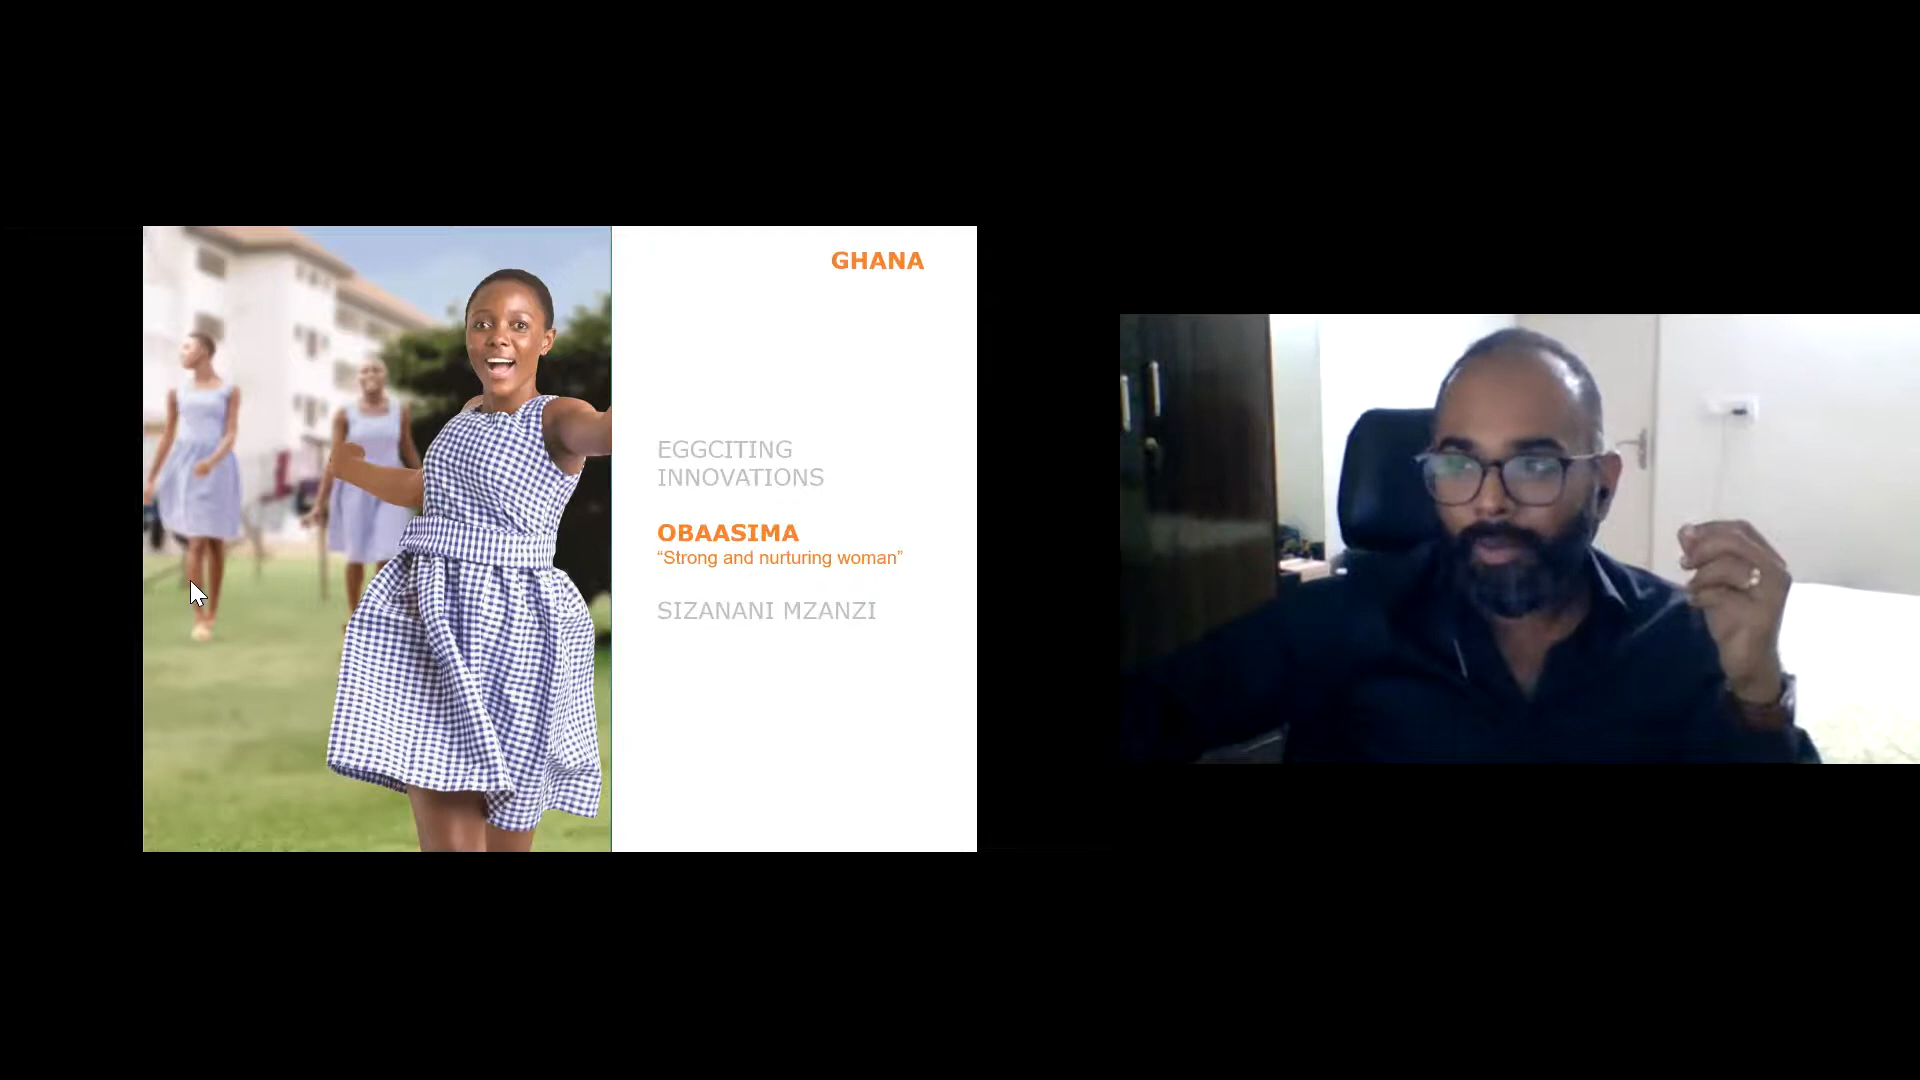 GHANA
EGGCITING
INNOVATIONS
OBAASIMA
“Strong and nurturing woman”
SIZANANI MZANZI